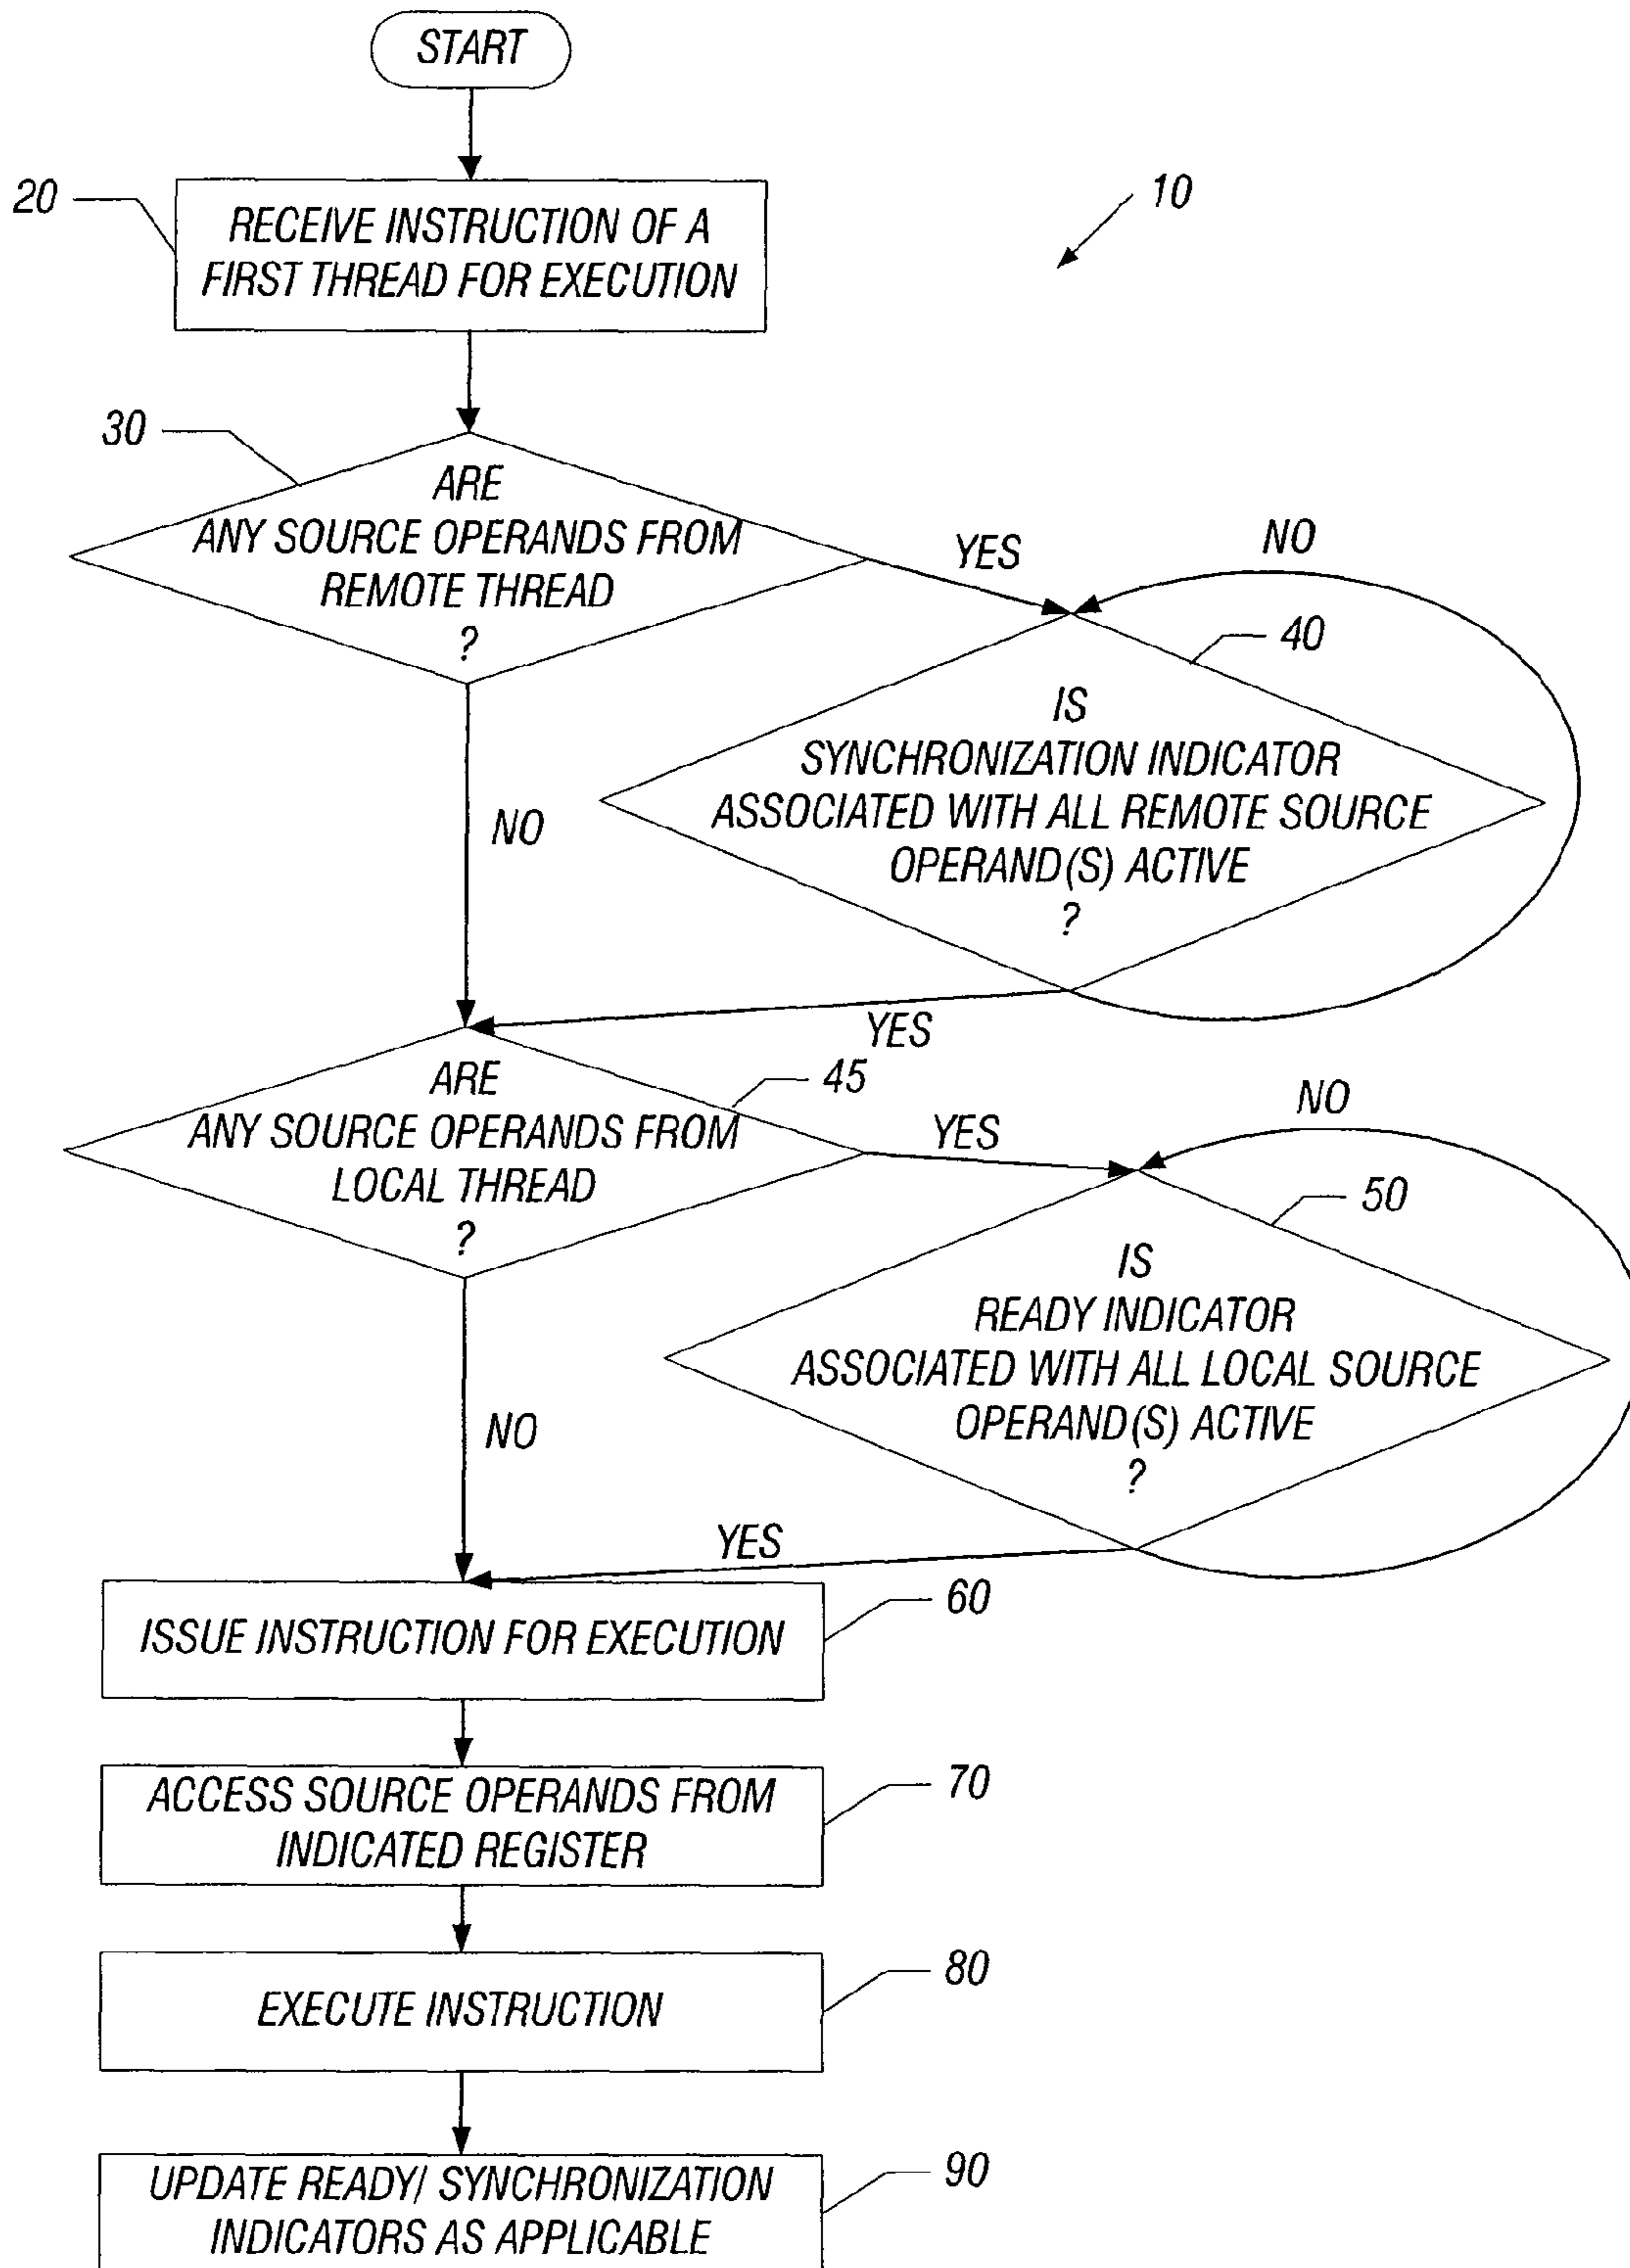 START
20
RECEIVE INSTRUCTION OF A
FIRST THREAD FOR EXECUTION
10
30
ARE
ANY SOURCE OPERANDS FROM
REMOTE THREAD
?
YES
NO
40
IS
SYNCHRONIZATION INDICATOR
ASSOCIATED WITH ALL REMOTE SOURCE
OPERAND(S) ACTIVE
?
NO
YES
45
ARE
ANY SOURCE OPERANDS FROM
LOCAL THREAD
?
YES
NO
50
IS
READY INDICATOR
ASSOCIATED WITH ALL LOCAL SOURCE
OPERAND(S) ACTIVE
?
NO
YES
60
ISSUE INSTRUCTION FOR EXECUTION
70
ACCESS SOURCE OPERANDS FROM
INDICATED REGISTER
80
EXECUTE INSTRUCTION
90
UPDATE READY/ SYNCHRONIZATION
INDICATORS AS APPLICABLE